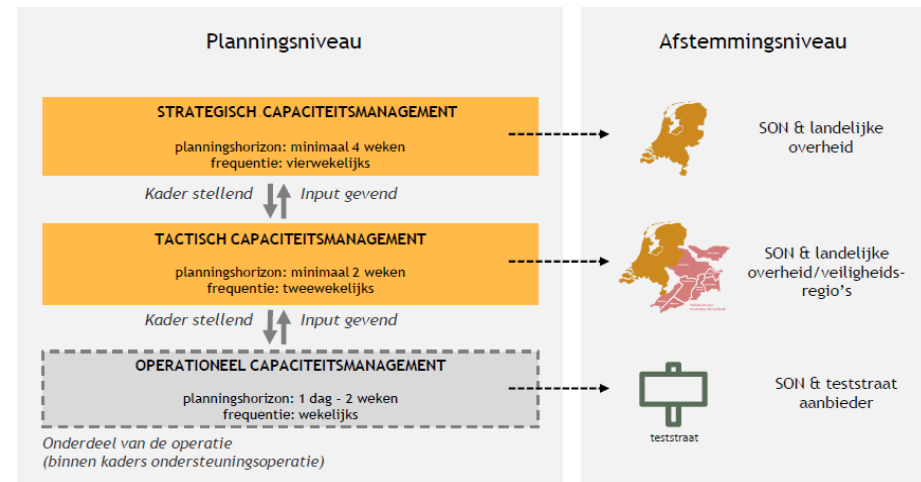 Planningsniveau
STRATEGISCH CAPACITEITSMANAGEMENT
planningshorizon: minimaal 4 weken
frequentie: vierwekelijks
Kader stellend
Input gevend
TACTISCH CAPACITEITSMANAGEMENT
planningshorizon: minimaal 2 weken
frequentie: tweewekelijks
Kader stellend
Input gevend
OPERATIONEEL CAPACITEITSMANAGEMENT
planningshorizon: 1 dag - 2 weken
frequentie: wekelijks
Onderdeel van de operatie
(binnen kaders ondersteuningsoperatie)
Afstemmingsniveau
SON & landelijke
overheid
SON & landelijke
overheid/veiligheids-
regio's
teststraat
SON & teststraat
aanbieder